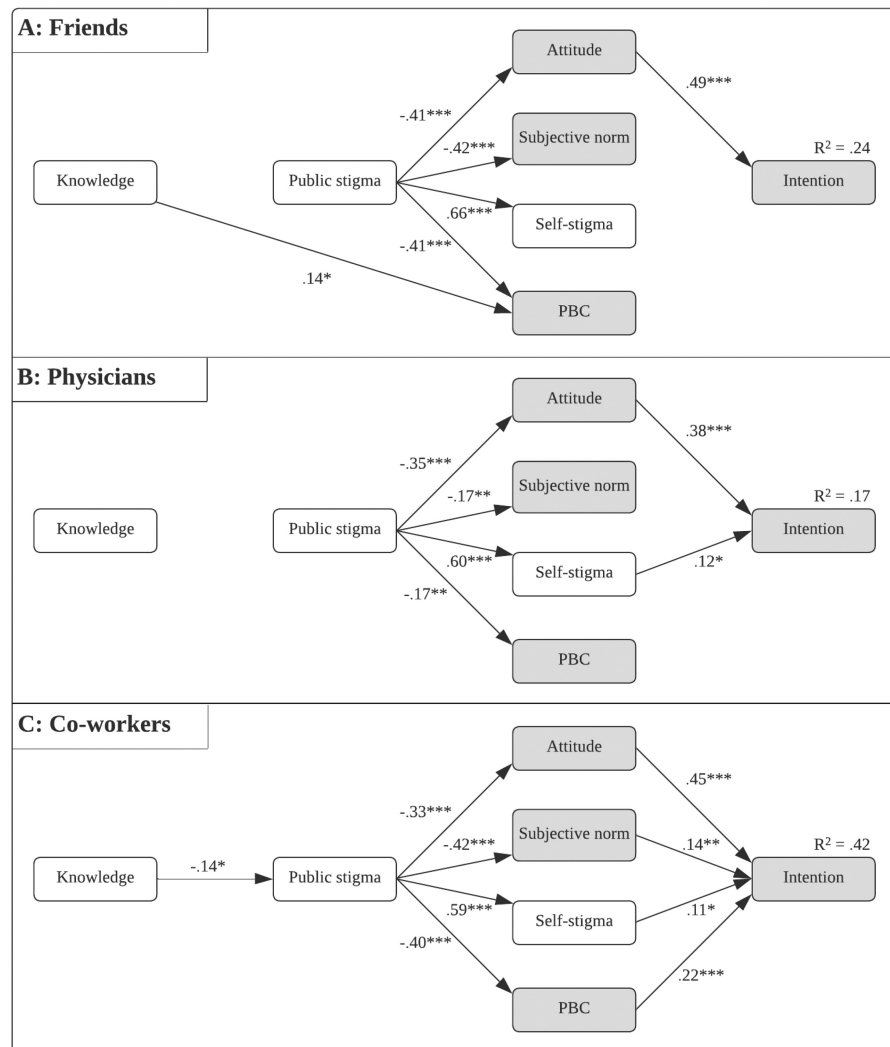 A: Friends
Attitude
-.41***
.49***
Subjective norm
-.42***
R² = .24
Knowledge
Public stigma
Intention
.66***
Self-stigma
-.41***
.14*
PBC
B: Physicians
Attitude
-.35***
.38***
Subjective norm
-.17**
R² = .17
Knowledge
Public stigma
Intention
.60***
Self-stigma
.12*
-.17**
PBC
C: Co-workers
Attitude
-.33***
.45***
Subjective norm
-.42***
.14**
R² = .42
Knowledge
-.14*
Public stigma
Intention
.59***
Self-stigma
.11*
-.40***
.22***
PBC